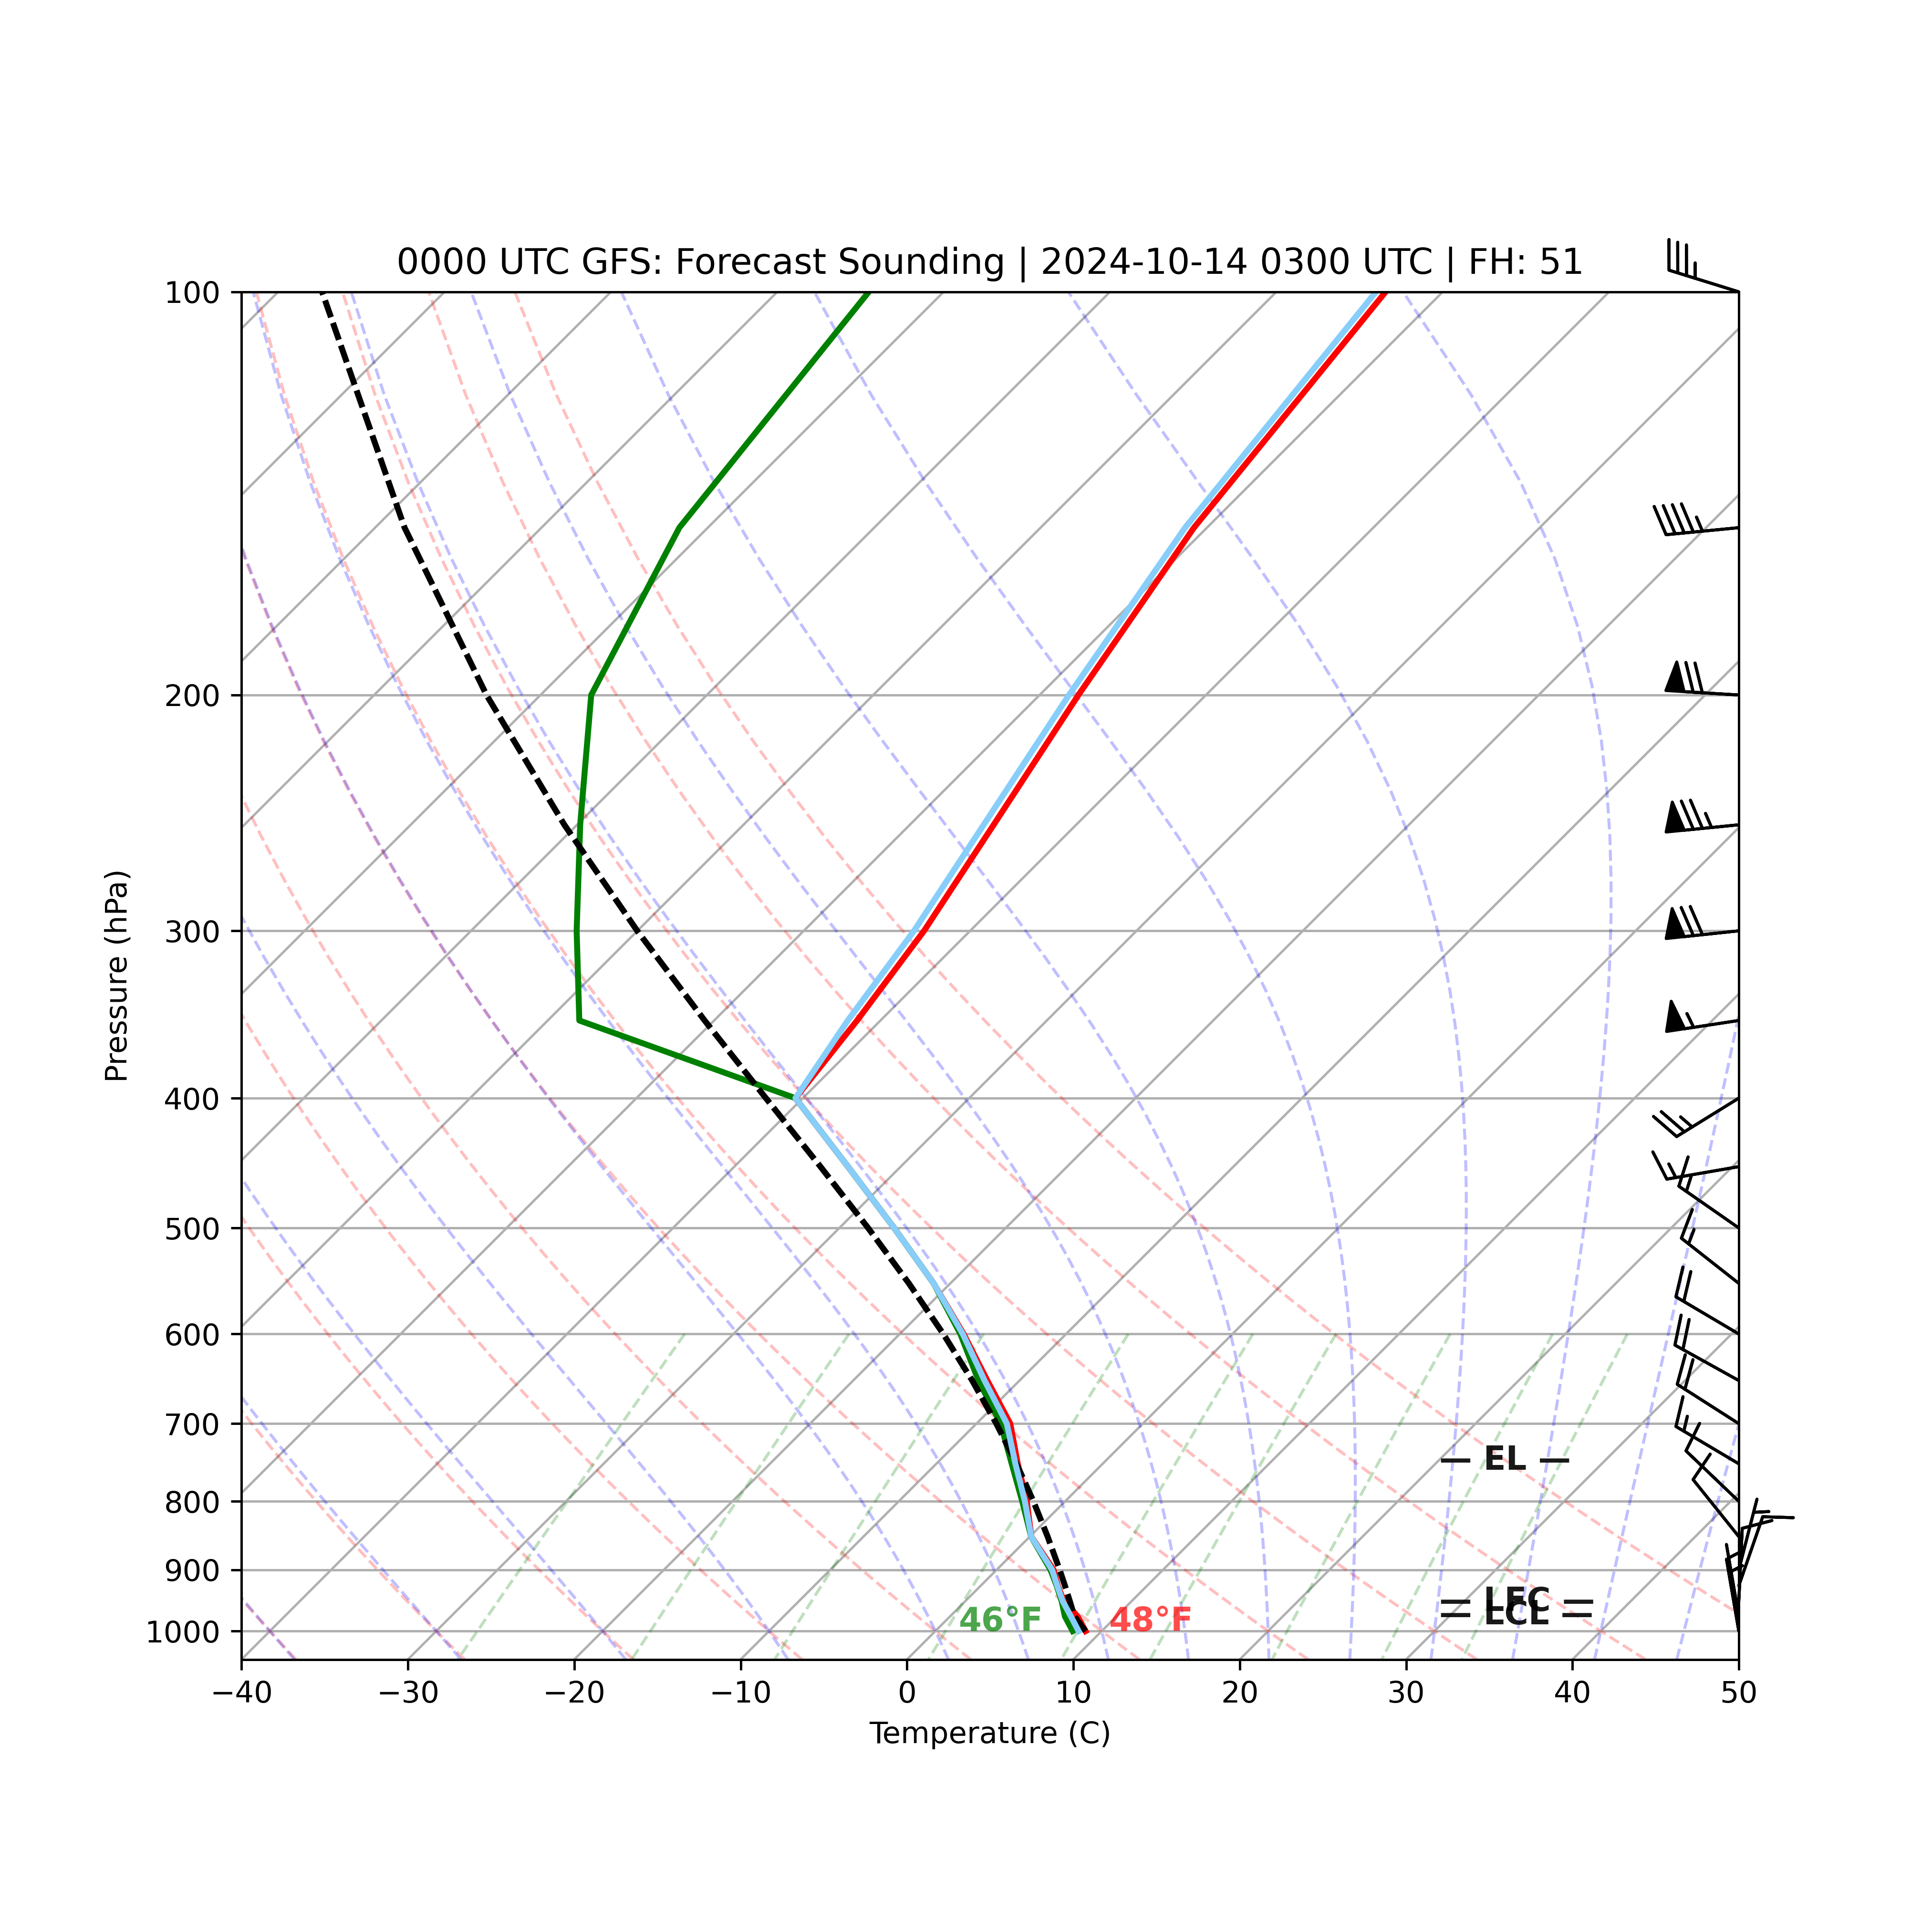 0000 UTC GFS: Forecast Sounding | 2024-10-14 0300 UTC | FH: 51
100
200
300
400
500
600
700
800
900
1000
Pressure (hPa)
— EL —
— LFC —
— LCL —
46°F
48°F
−40 −30 −20 −10 0 10 20 30 40 50
Temperature (C)